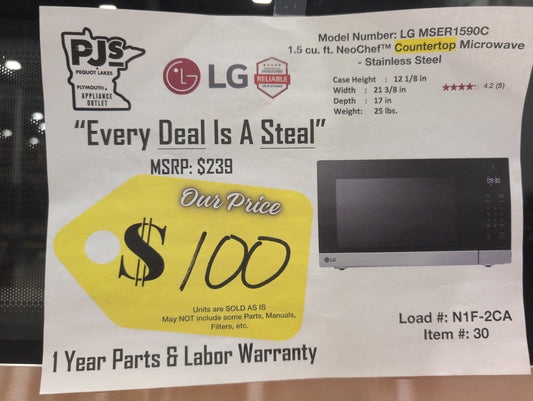 PJ's
PEQUOT LAKES
PLYMOUTH
APPLIANCE
OUTLET
LG
RELIABLE
Model Number: LG MSER1590C
1.5 cu. ft. NeoChef™ Countertop Microwave
- Stainless Steel
Case Height : 12 1/8 in
Width : 21 3/8 in
Depth : 17 in
Weight: 25 lbs.
4.2 (5)
"Every Deal Is A Steal"
MSRP: $239
Our Price
$100
Units are SOLD AS IS
May NOT include some Parts, Manuals,
Filters, etc.
LG
Load #: N1F-2CA
Item #: 30
1 Year Parts & Labor Warranty